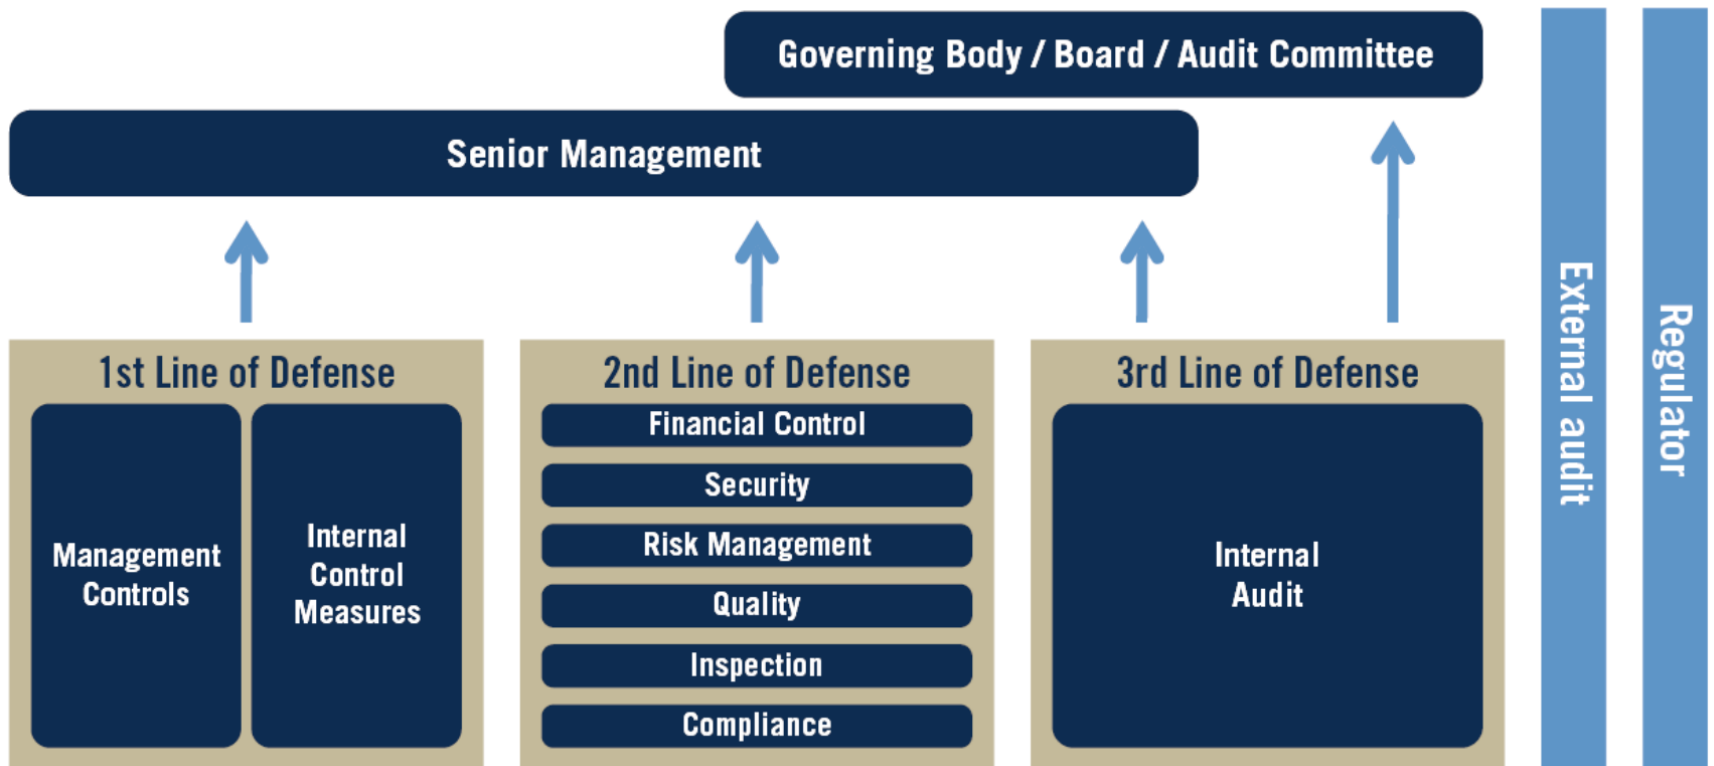 Governing Body / Board / Audit Committee
Senior Management
1st Line of Defense
Management
Controls
Internal
Control
Measures
2nd Line of Defense
Financial Control
Security
Risk Management
Quality
Inspection
Compliance
3rd Line of Defense
Internal
Audit
External audit
Regulator